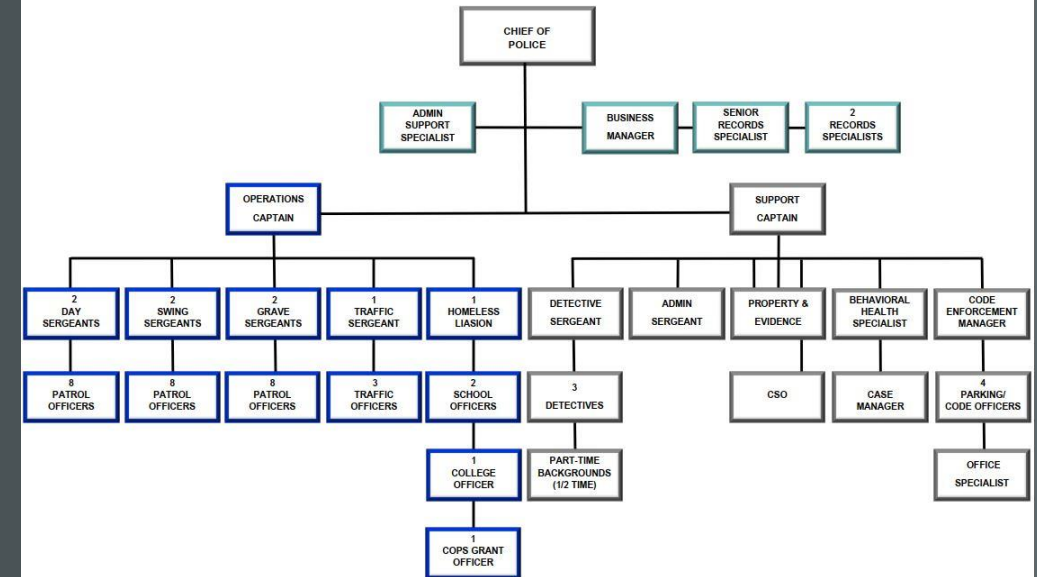 CHIEF OF
POLICE
ADMIN
SUPPORT
SPECIALIST
BUSINESS
MANAGER
SENIOR
RECORDS
SPECIALIST
2
RECORDS
SPECIALISTS
OPERATIONS
CAPTAIN
SUPPORT
CAPTAIN
2
DAY
SERGEANTS
2
SWING
SERGEANTS
2
GRAVE
SERGEANTS
1
TRAFFIC
SERGEANT
1
HOMELESS
LIASION
DETECTIVE
SERGEANT
ADMIN
SERGEANT
PROPERTY &
EVIDENCE
BEHAVIORAL
HEALTH
SPECIALIST
CODE
ENFORCEMENT
MANAGER
8
PATROL
OFFICERS
8
PATROL
OFFICERS
8
PATROL
OFFICERS
3
TRAFFIC
OFFICERS
2
SCHOOL
OFFICERS
3
DETECTIVES
CSO
CASE
MANAGER
4
PARKING/
CODE OFFICERS
1
COLLEGE
OFFICER
PART-TIME
BACKGROUNDS
(1/2 TIME)
OFFICE
SPECIALIST
1
COPS GRANT
OFFICER